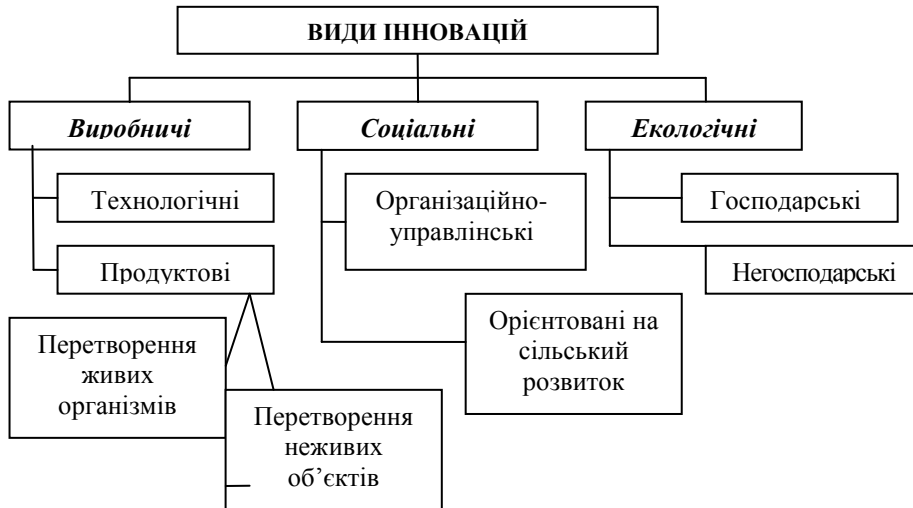 ВИДИ ІННОВАЦІЙ
Виробничі
Соціальні
Екологічні
Технологічні
Організаційно-
управлінські
Господарські
Продуктові
Негосподарські
Орієнтовані на
сільський
розвиток
Перетворення
живих
організмів
Перетворення
неживих
об’єктів